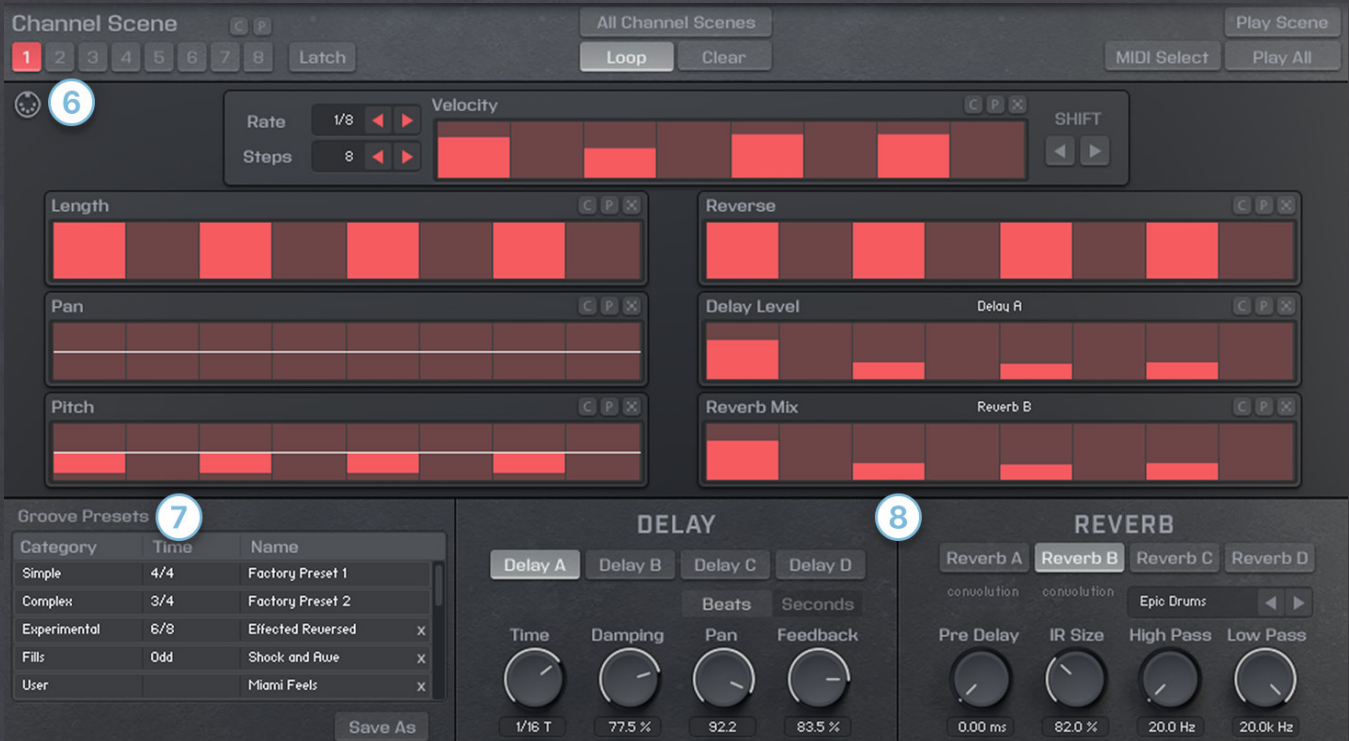 Channel Scene C P All Channel Scenes Play Scene
1 2 3 4 5 6 7 8 Latch Loop Clear MIDI Select Play All
6
Rate 1/8 Velocity C P SHIFT
Steps 8
Length C P
Reverse C P
Pan C P
Delay Level Delay A C P
Pitch C P
Reverb Mix Reverb B C P
Groove Presets 7
Category Time Name
Simple 4/4 Factory Preset 1
Complex 3/4 Factory Preset 2
Experimental 6/8 Effected Reversed x
Fills Odd Shock and Awe x
User Miami Feels x
Save As
DELAY
Delay A Delay B Delay C Delay D
Beats Seconds
Time Damping Pan Feedback
1/16 T 77.5 % 92.2 83.5 %
8
REVERB
Reverb A Reverb B Reverb C Reverb D
convolution convolution Epic Drums
Pre Delay IR Size High Pass Low Pass
0.00 ms 82.0 % 20.0 Hz 20.0k Hz